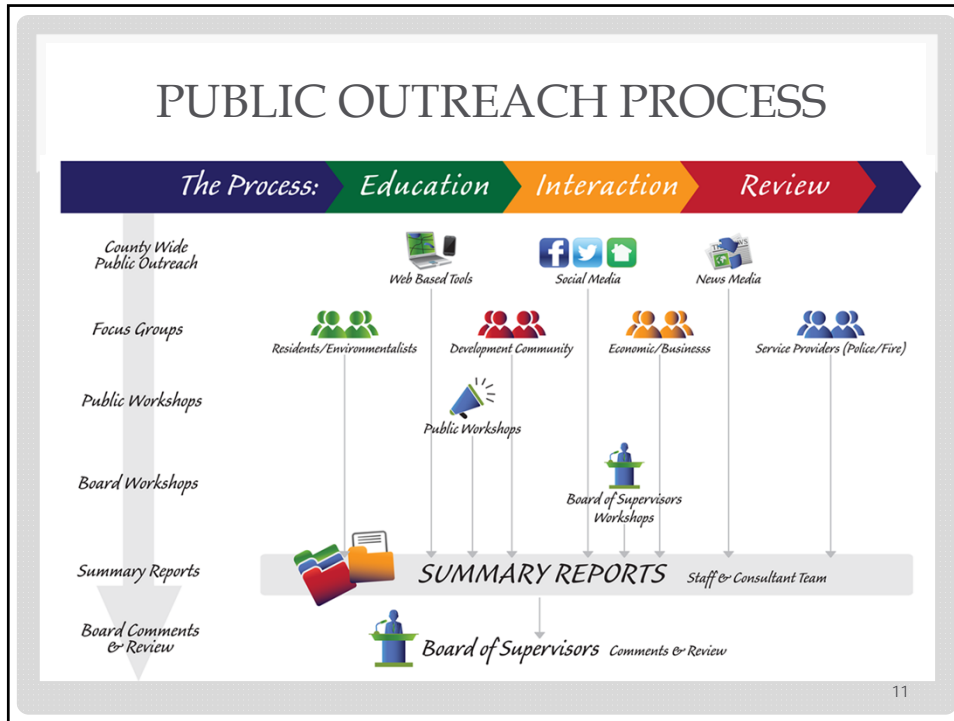 PUBLIC OUTREACH PROCESS
The Process: Education Interaction Review
County Wide
Public Outreach
Web Based Tools
Social Media
News Media
Focus Groups
Residents/Environmentalists
Development Community
Economic/Businesss
Service Providers (Police/Fire)
Public Workshops
Public Workshops
Board Workshops
Board of Supervisors
Workshops
Summary Reports
SUMMARY REPORTS Staff & Consultant Team
Board Comments
& Review
Board of Supervisors Comments & Review
11